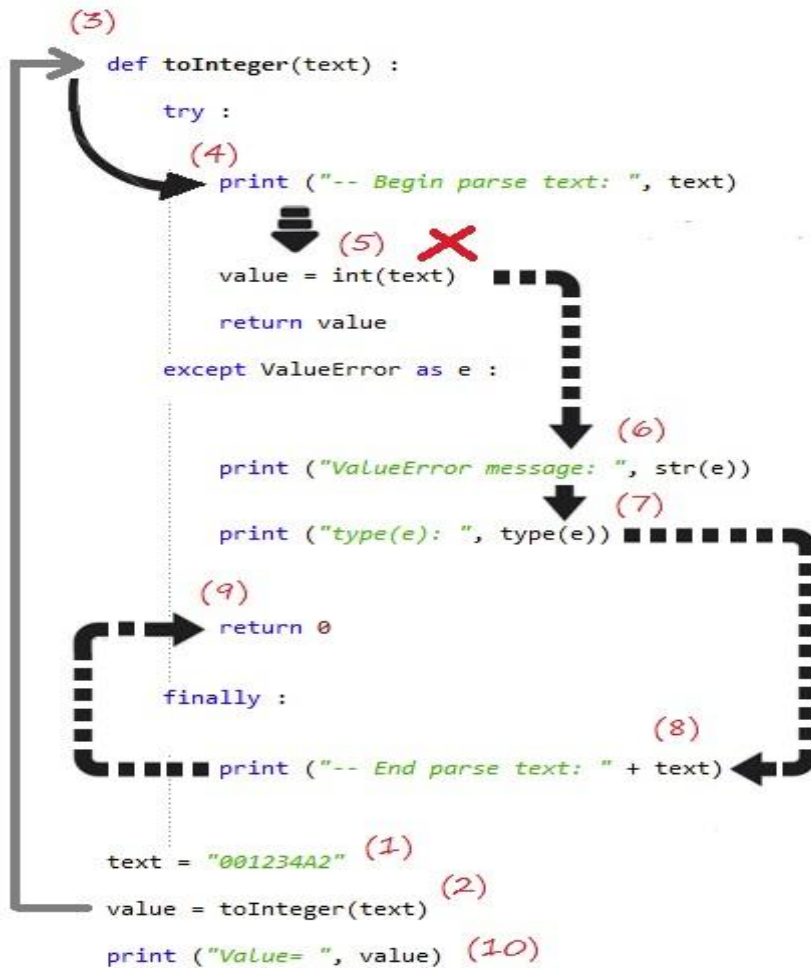 (3)
def toInteger(text) :
try :
(4)
print ("-- Begin parse text: ", text)
(5)
value = int(text)
return value
except ValueError as e :
(6)
print ("ValueError message: ", str(e))
(7)
print ("type(e): ", type(e))
(9)
return 0
finally :
(8)
print ("-- End parse text: " + text)
text = "001234A2" (1)
value = toInteger(text) (2)
print ("Value= ", value) (10)